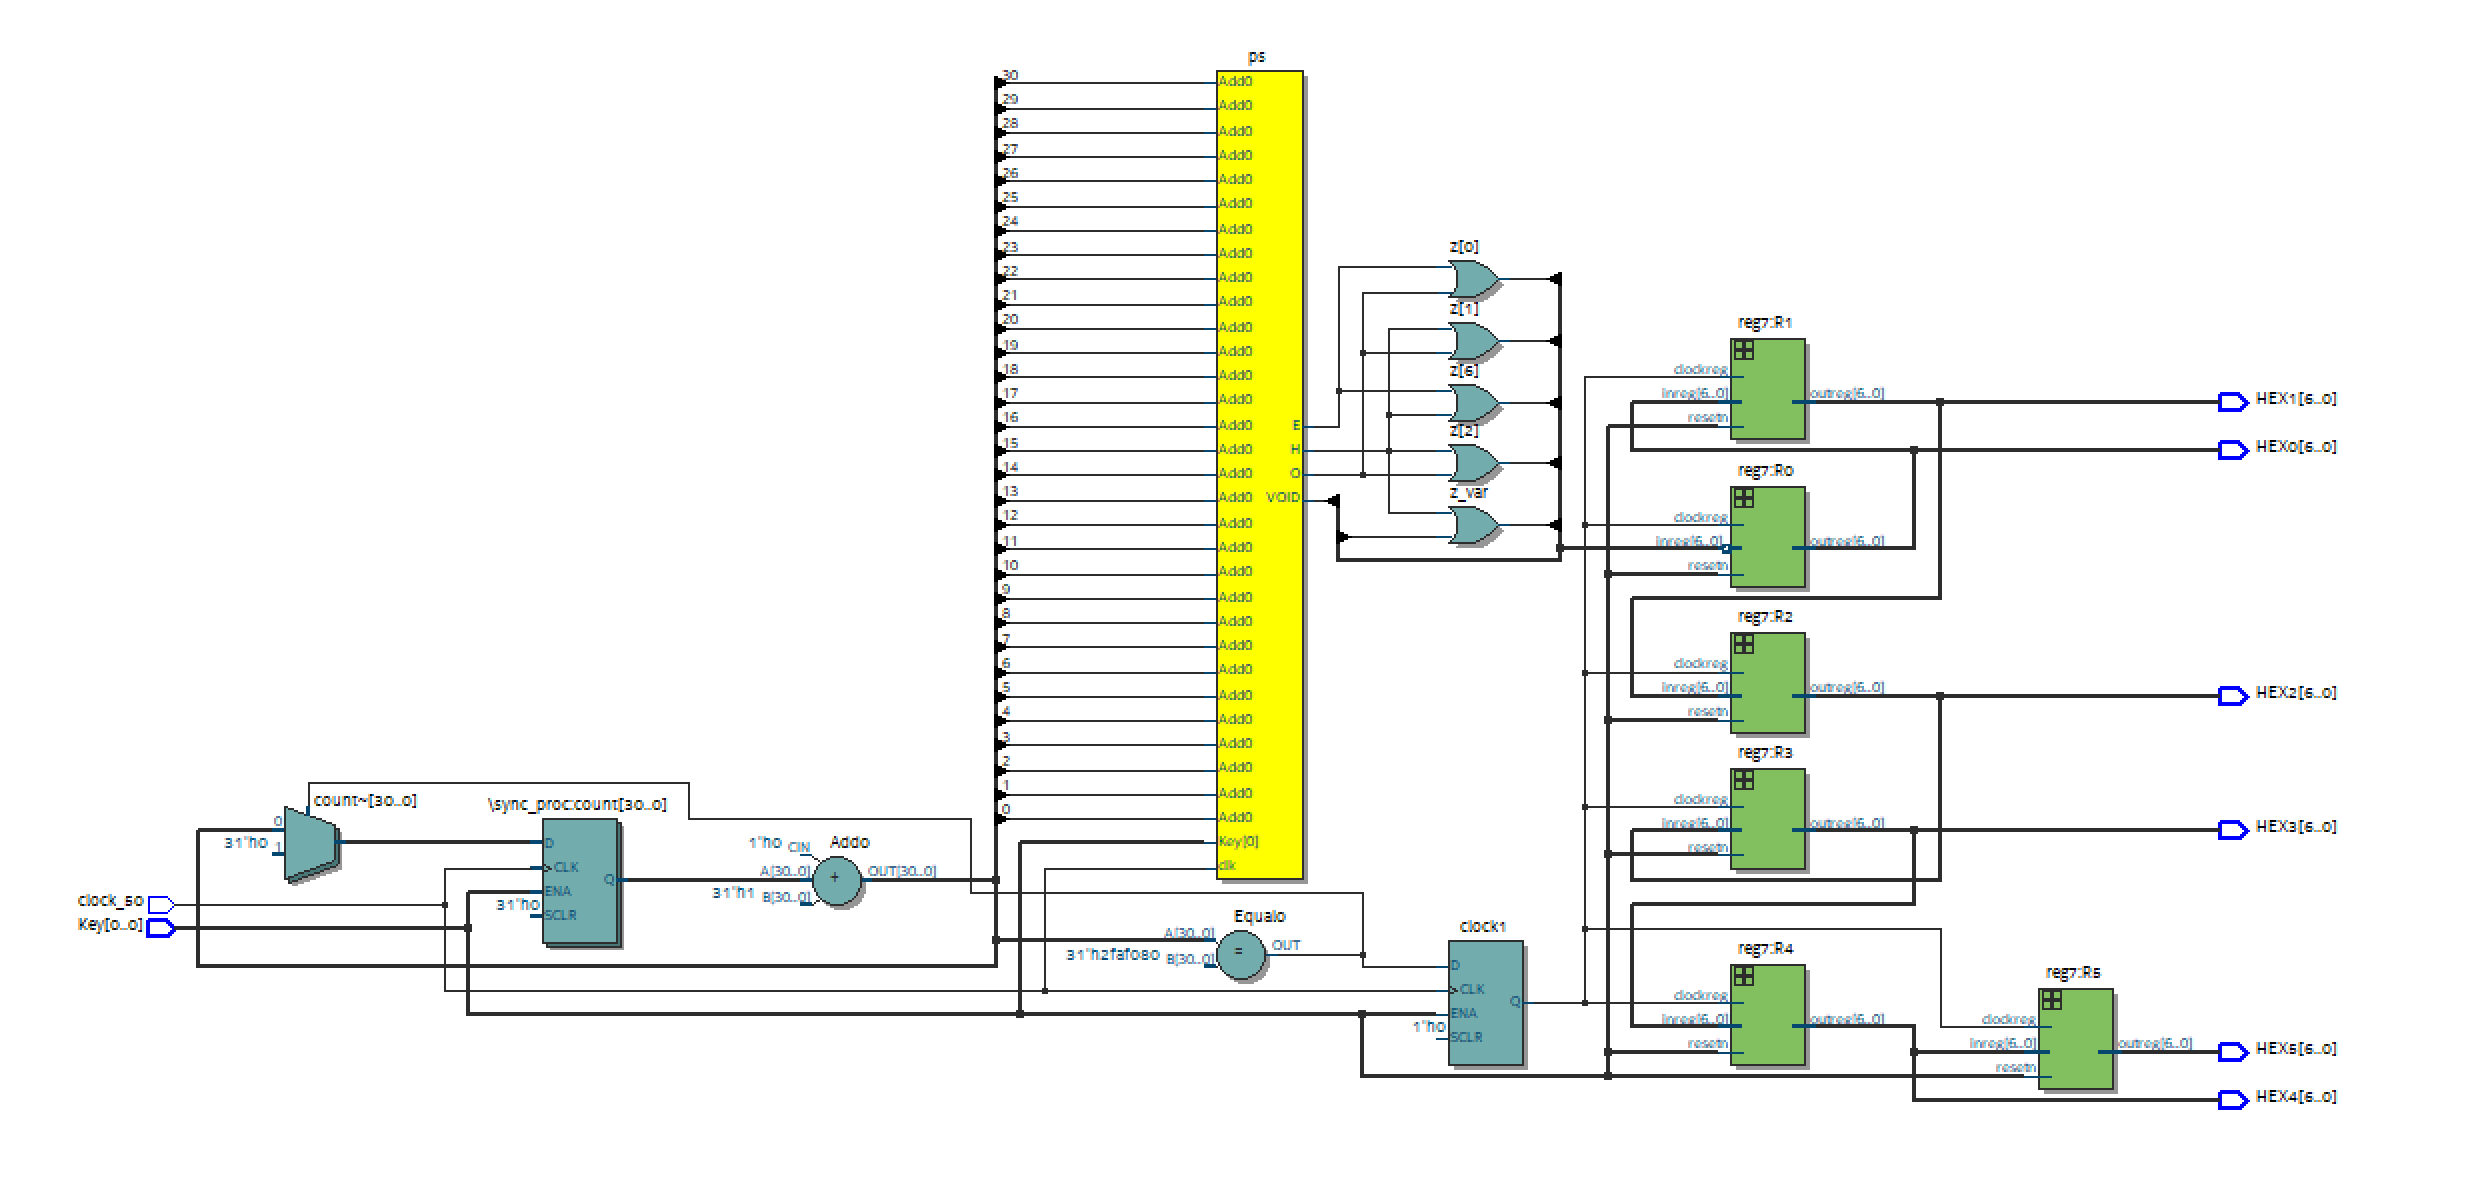 ps
30
Add0
29
Add0
28
Add0
27
Add0
26
Add0
25
Add0
24
Add0
23
Add0
22
Add0
21
Add0
20
Add0
19
Add0
18
Add0
17
Add0
16
Add0
E
15
Add0
H
14
Add0
O
13
Add0
VOID
12
Add0
11
Add0
10
Add0
9
Add0
8
Add0
7
Add0
6
Add0
5
Add0
4
Add0
3
Add0
2
Add0
1
Add0
0
Add0
Key[0]
clk
z[0]
z[1]
z[6]
z[2]
z_var
reg7:R1
clockreg
inreg[6..0]
outreg[6..0]
resetn
HEX1[6..0]
HEX0[6..0]
reg7:R0
clockreg
inreg[6..0]
outreg[6..0]
resetn
reg7:R2
clockreg
inreg[6..0]
outreg[6..0]
resetn
HEX2[6..0]
reg7:R3
clockreg
inreg[6..0]
outreg[6..0]
resetn
HEX3[6..0]
count~[30..0]
0
31'h0
1
\sync_proc:count[30..0]
D
CLK
ENA
31'h0
SCLR
Q
clock_50
Key[0..0]
Add0
1'h0 CIN
A[30..0]
31'h1 B[30..0]
+
OUT[30..0]
Equal0
A[30..0]
31'h2faf080 B[30..0]
=
OUT
clock1
D
CLK
ENA
1'h0
SCLR
Q
reg7:R4
clockreg
inreg[6..0]
outreg[6..0]
resetn
reg7:R5
clockreg
inreg[6..0]
outreg[6..0]
resetn
HEX5[6..0]
HEX4[6..0]